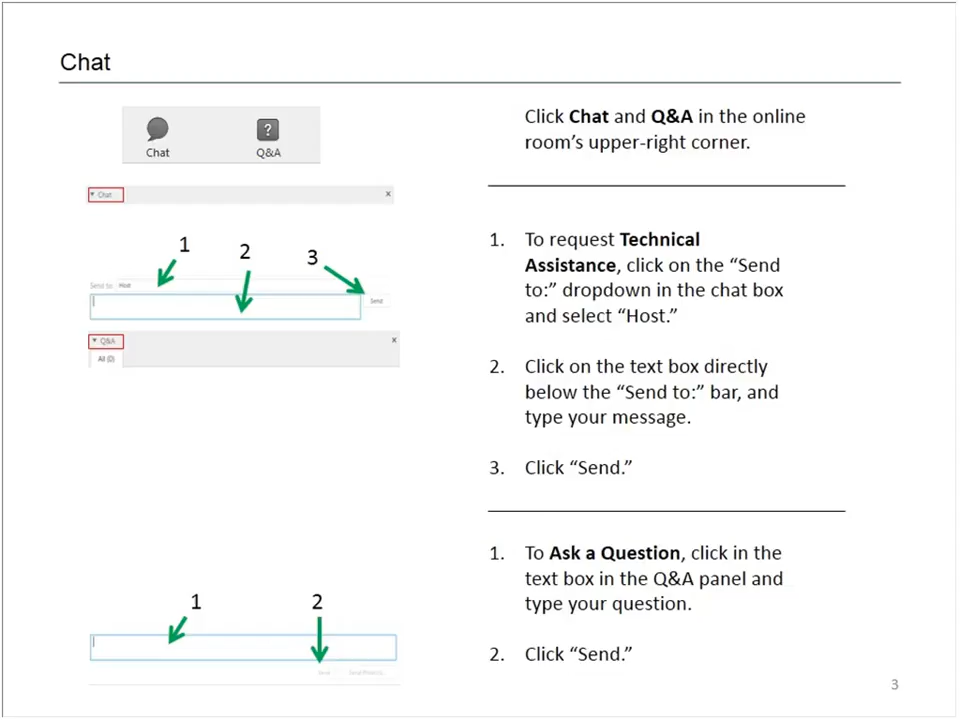 Chat
Chat
Q&A
Click Chat and Q&A in the online
room's upper-right corner.
Chat
x
1
2
3
Send to:
Host
Send
Q&A
x
All (0)
1. To request Technical
Assistance, click on the “Send
to:” dropdown in the chat box
and select “Host.”
2. Click on the text box directly
below the “Send to:” bar, and
type your message.
3. Click “Send.”
1
2
Send
1. To Ask a Question, click in the
text box in the Q&A panel and
type your question.
2. Click “Send.”
3